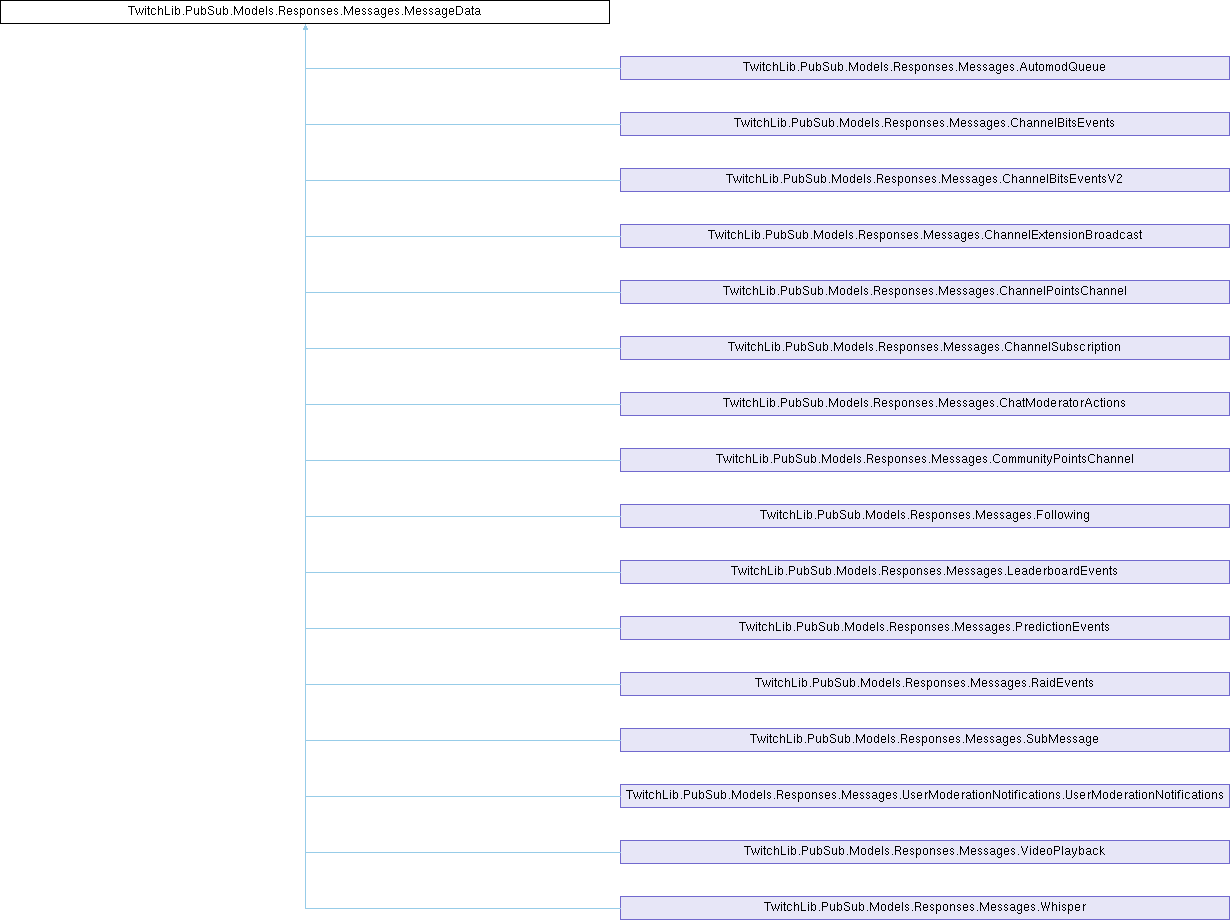 TwitchLib.PubSub.Models.Responses.Messages.MessageData
TwitchLib.PubSub.Models.Responses.Messages.AutomodQueue
TwitchLib.PubSub.Models.Responses.Messages.ChannelBitsEvents
TwitchLib.PubSub.Models.Responses.Messages.ChannelBitsEventsV2
TwitchLib.PubSub.Models.Responses.Messages.ChannelExtensionBroadcast
TwitchLib.PubSub.Models.Responses.Messages.ChannelPointsChannel
TwitchLib.PubSub.Models.Responses.Messages.ChannelSubscription
TwitchLib.PubSub.Models.Responses.Messages.ChatModeratorActions
TwitchLib.PubSub.Models.Responses.Messages.CommunityPointsChannel
TwitchLib.PubSub.Models.Responses.Messages.Following
TwitchLib.PubSub.Models.Responses.Messages.LeaderboardEvents
TwitchLib.PubSub.Models.Responses.Messages.PredictionEvents
TwitchLib.PubSub.Models.Responses.Messages.RaidEvents
TwitchLib.PubSub.Models.Responses.Messages.SubMessage
TwitchLib.PubSub.Models.Responses.Messages.UserModerationNotifications.UserModerationNotifications
TwitchLib.PubSub.Models.Responses.Messages.VideoPlayback
TwitchLib.PubSub.Models.Responses.Messages.Whisper